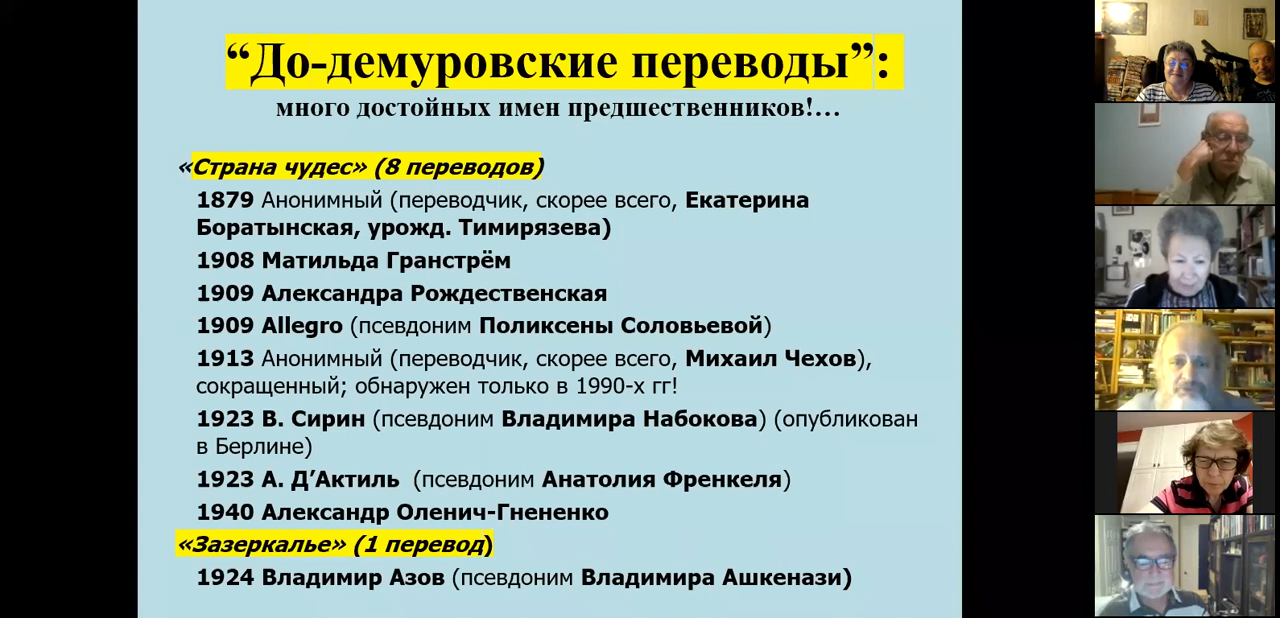 “До-демуровские переводы”:
много достойных имен предшественников!…
«Страна чудес» (8 переводов)
1879 Анонимный (переводчик, скорее всего, Екатерина
Боратынская, урожд. Тимирязева)
1908 Матильда Гранстрём
1909 Александра Рождественская
1909 Allegro (псевдоним Поликсены Соловьевой)
1913 Анонимный (переводчик, скорее всего, Михаил Чехов),
сокращенный; обнаружен только в 1990-х гг!
1923 В. Сирин (псевдоним Владимира Набокова) (опубликован
в Берлине)
1923 А. Д’Актиль (псевдоним Анатолия Френкеля)
1940 Александр Оленич-Гнененко
«Зазеркалье» (1 перевод)
1924 Владимир Азов (псевдоним Владимира Ашкенази)